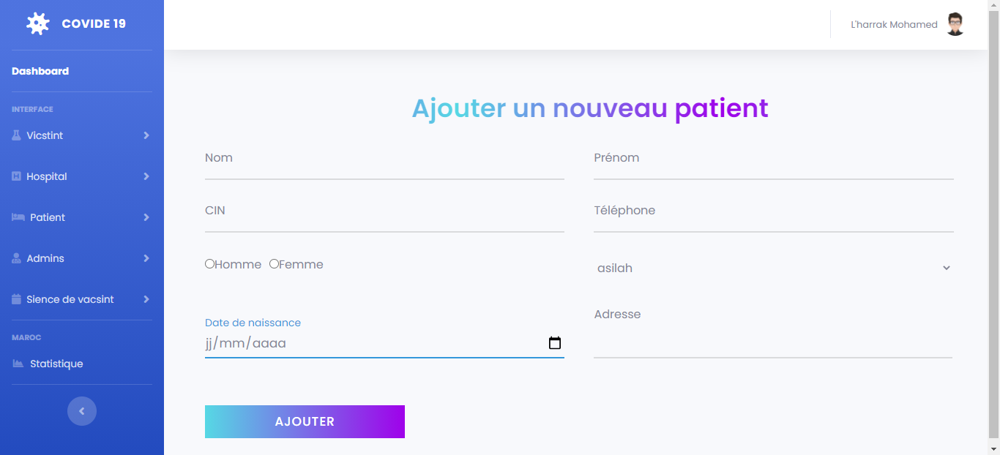 COVIDE 19
L'harrak Mohamed
Dashboard
INTERFACE
Vicstint
Hospital
Patient
Admins
Sience de vacsint
MAROC
Statistique
Ajouter un nouveau patient
Nom
Prénom
CIN
Téléphone
Homme Femme
asilah
Date de naissance
jj/mm/aaaa
Adresse
AJOUTER